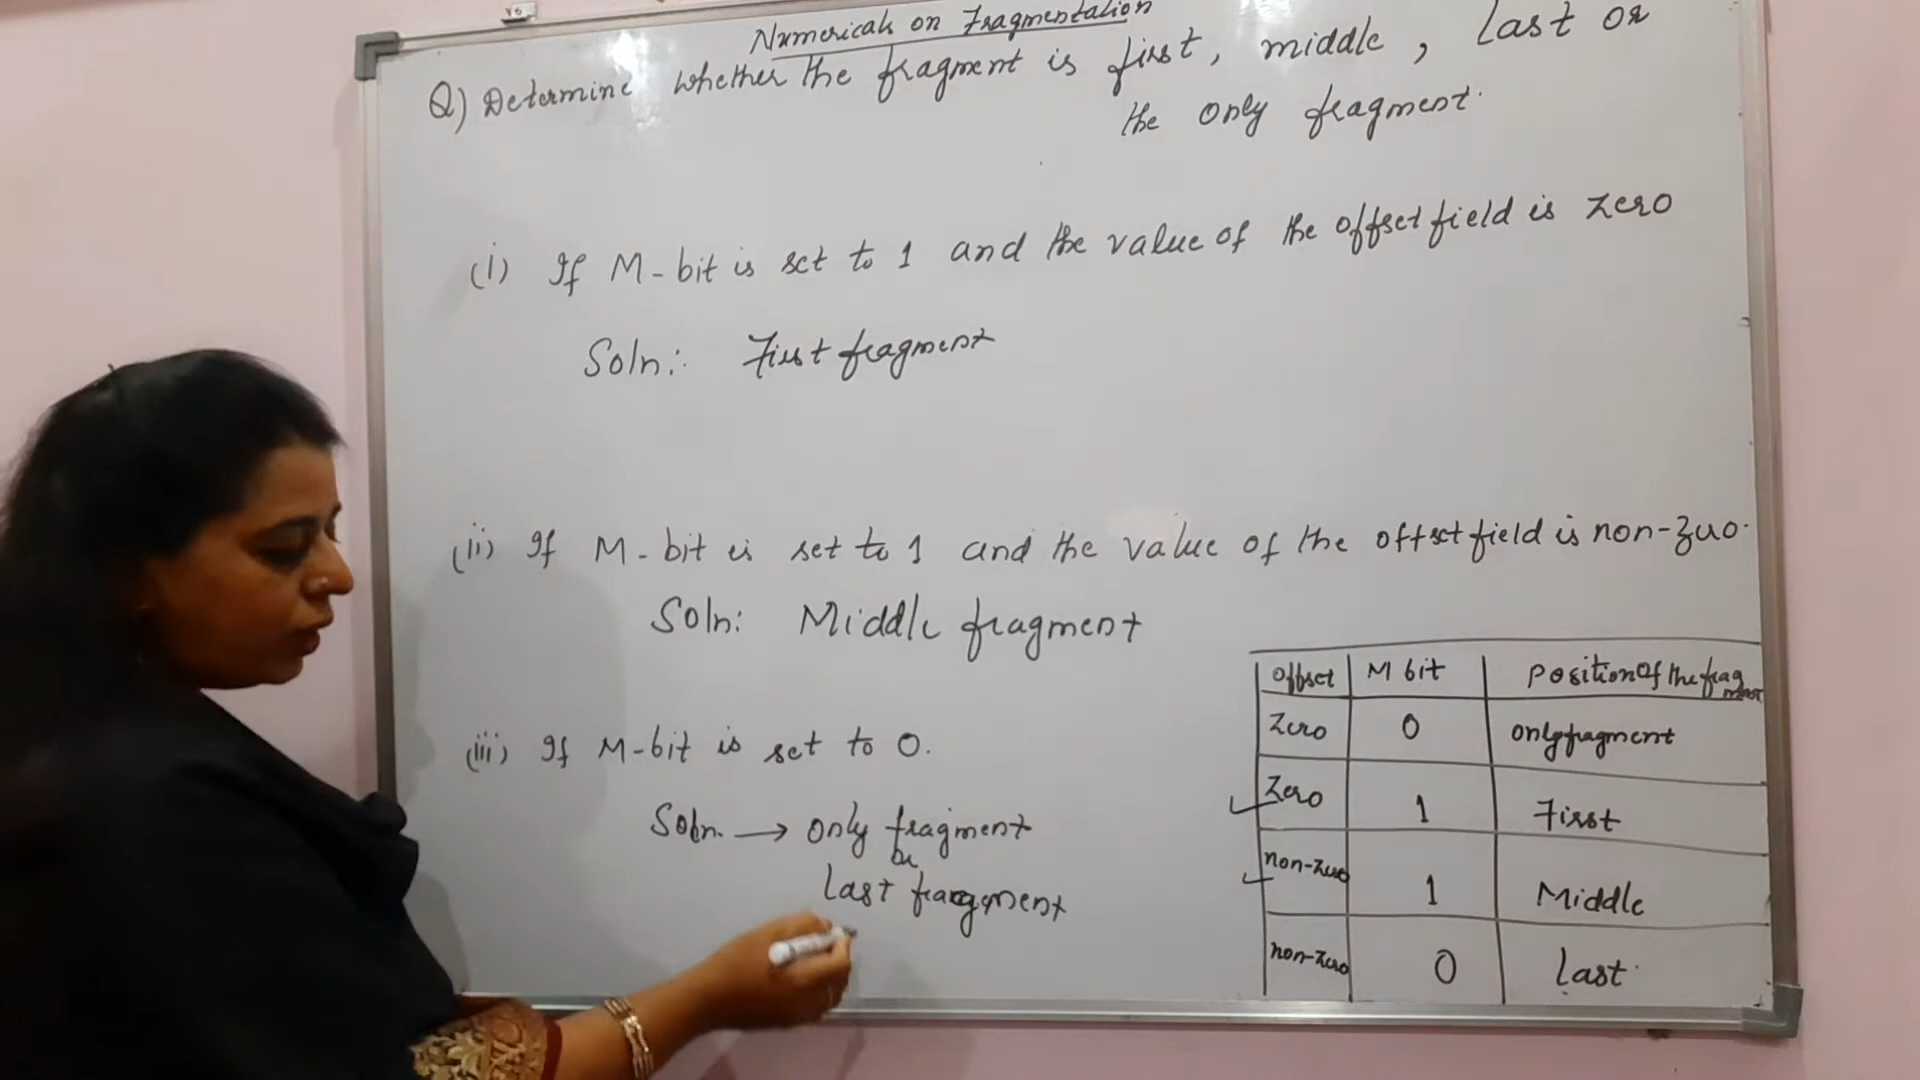 Numericals on Fragmentation
Q) Determine whether the fragment is first, middle, last or
the only fragment.
(i) If M-bit is set to 1 and the value of the offset field is zero
Soln: First fragment
(ii) If M-bit is set to 1 and the value of the offset field is non-zero.
Soln: Middle fragment
(iii) If M-bit is set to 0.
Soln. → only fragment
or
last fragment
offset M bit Position of the fragment
Zero 0 only fragment
Zero 1 First
non-zero 1 Middle
non-zero 0 last.